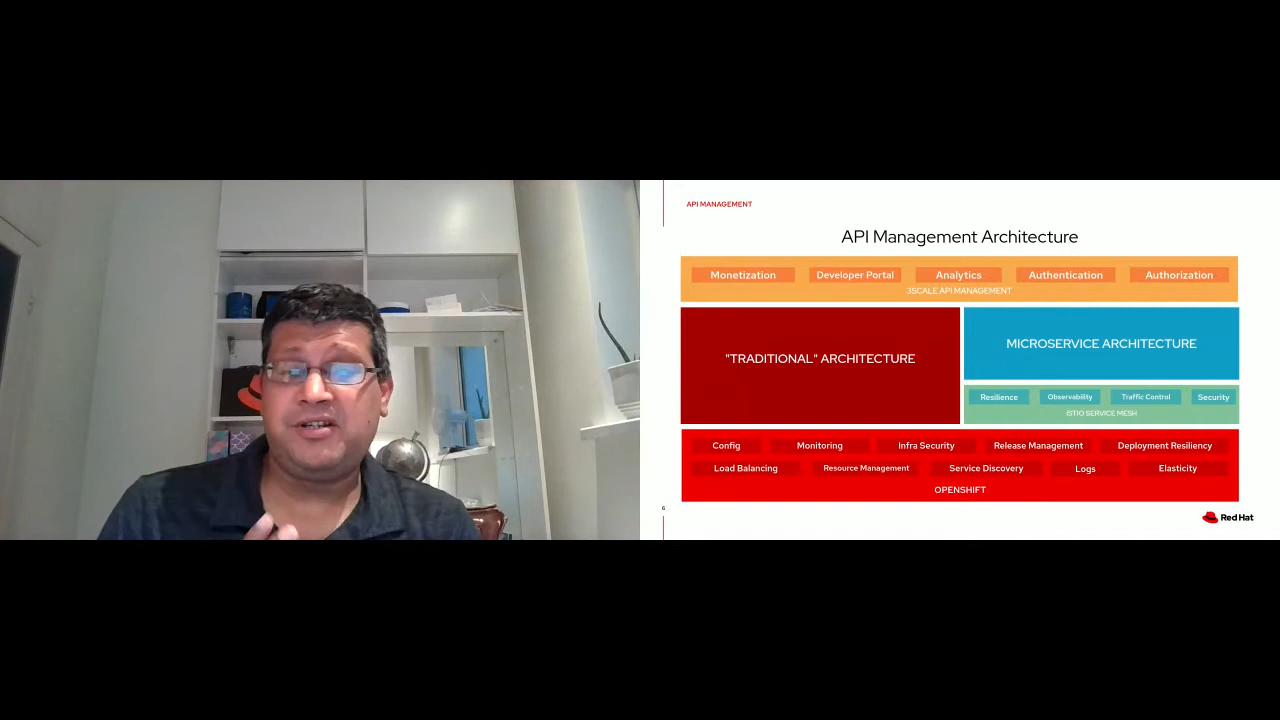 API MANAGEMENT
API Management Architecture
Monetization
Developer Portal
Analytics
Authentication
Authorization
3SCALE API MANAGEMENT
"TRADITIONAL" ARCHITECTURE
MICROSERVICE ARCHITECTURE
Resilience
Observability
Traffic Control
Security
ISTIO SERVICE MESH
Config
Monitoring
Infra Security
Release Management
Deployment Resiliency
Load Balancing
Resource Management
Service Discovery
Logs
Elasticity
OPENSHIFT
6
Red Hat